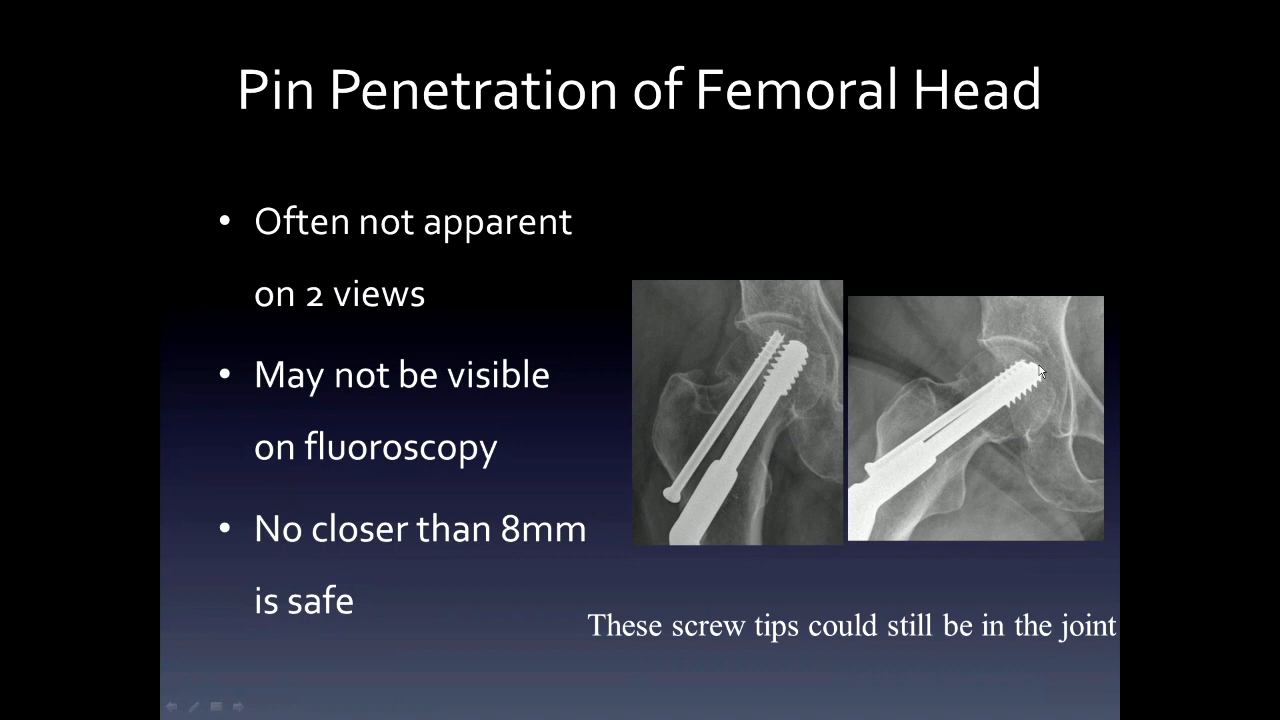 Pin Penetration of Femoral Head
• Often not apparent
on 2 views
• May not be visible
on fluoroscopy
• No closer than 8mm
is safe
These screw tips could still be in the joint